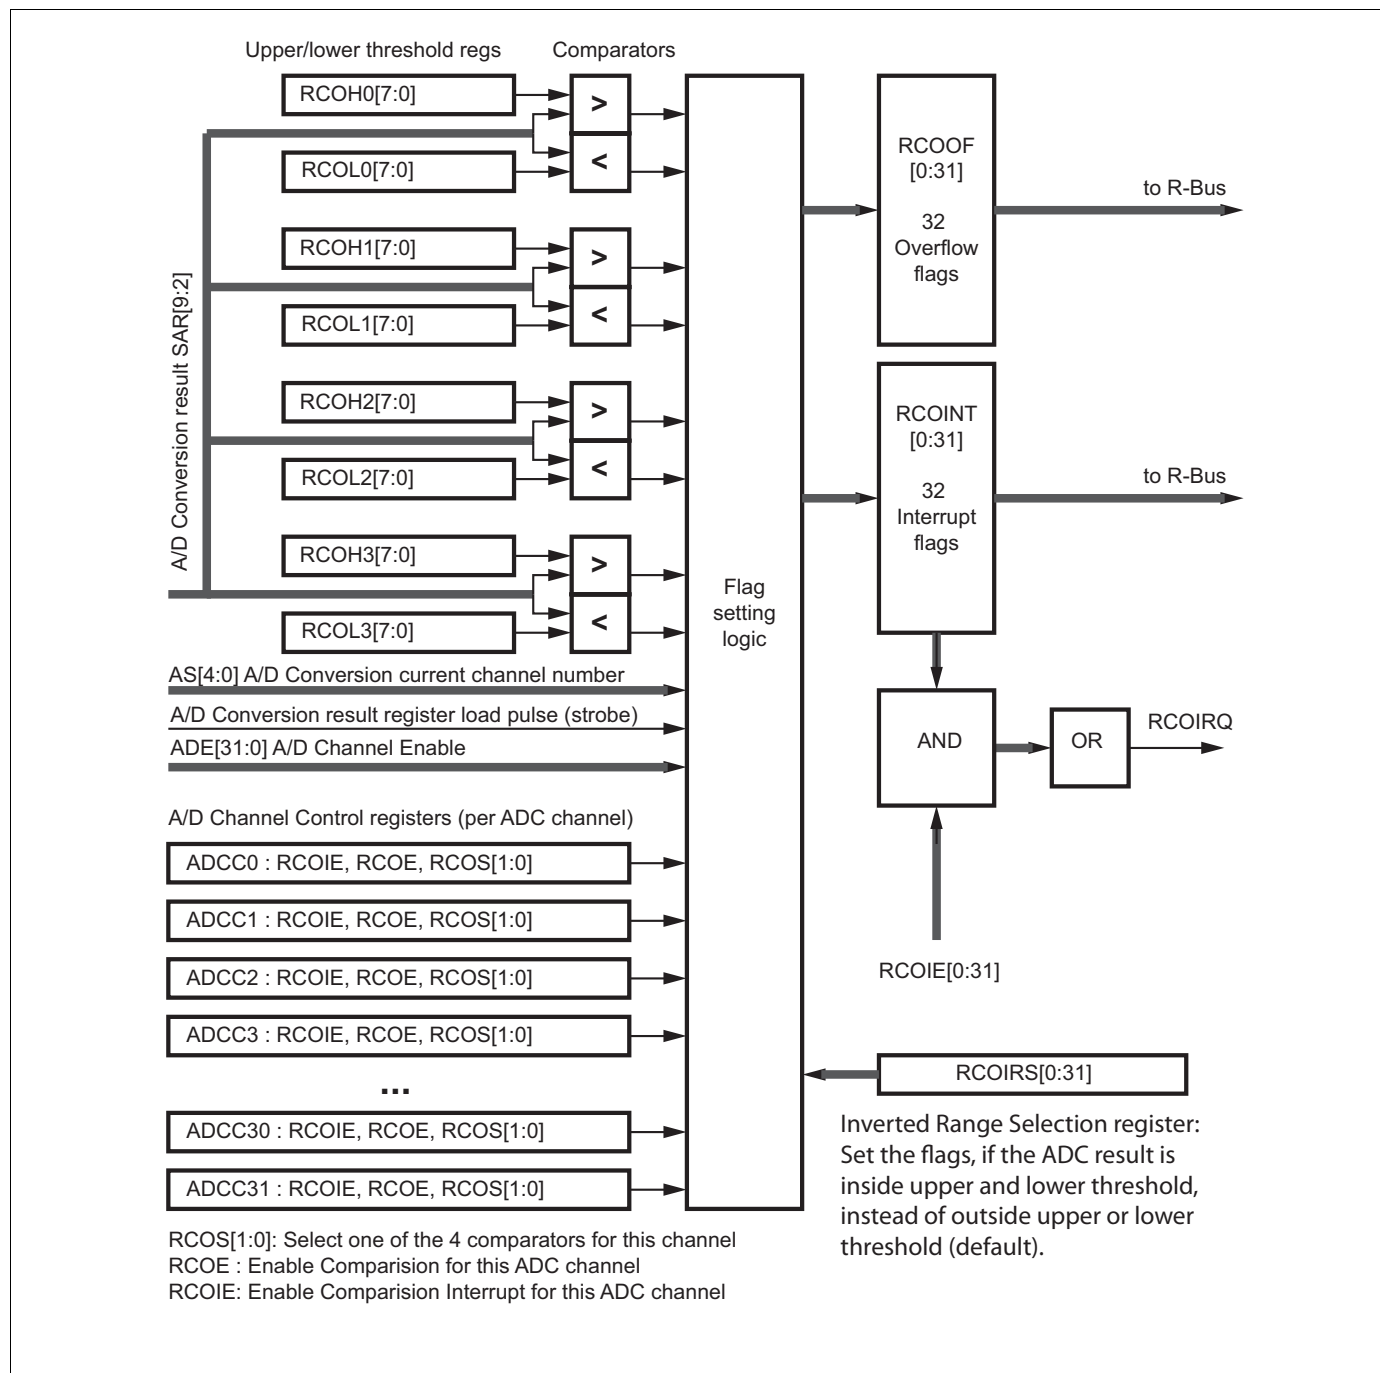 Upper/lower threshold regs
Comparators
RCOH0[7:0]
>
<
RCOL0[7:0]
RCOH1[7:0]
>
<
RCOL1[7:0]
RCOH2[7:0]
>
<
RCOL2[7:0]
RCOH3[7:0]
>
<
RCOL3[7:0]
A/D Conversion result SAR[9:2]
AS[4:0] A/D Conversion current channel number
A/D Conversion result register load pulse (strobe)
ADE[31:0] A/D Channel Enable
A/D Channel Control registers (per ADC channel)
ADCC0 : RCOIE, RCOE, RCOS[1:0]
ADCC1 : RCOIE, RCOE, RCOS[1:0]
ADCC2 : RCOIE, RCOE, RCOS[1:0]
ADCC3 : RCOIE, RCOE, RCOS[1:0]
...
ADCC30 : RCOIE, RCOE, RCOS[1:0]
ADCC31 : RCOIE, RCOE, RCOS[1:0]
RCOS[1:0]: Select one of the 4 comparators for this channel
RCOE : Enable Comparision for this ADC channel
RCOIE: Enable Comparision Interrupt for this ADC channel
Flag
setting
logic
RCOOF
[0:31]
32
Overflow
flags
to R-Bus
RCOINT
[0:31]
32
Interrupt
flags
to R-Bus
AND
OR
RCOIRQ
RCOIE[0:31]
RCOIRS[0:31]
Inverted Range Selection register:
Set the flags, if the ADC result is
inside upper and lower threshold,
instead of outside upper or lower
threshold (default).